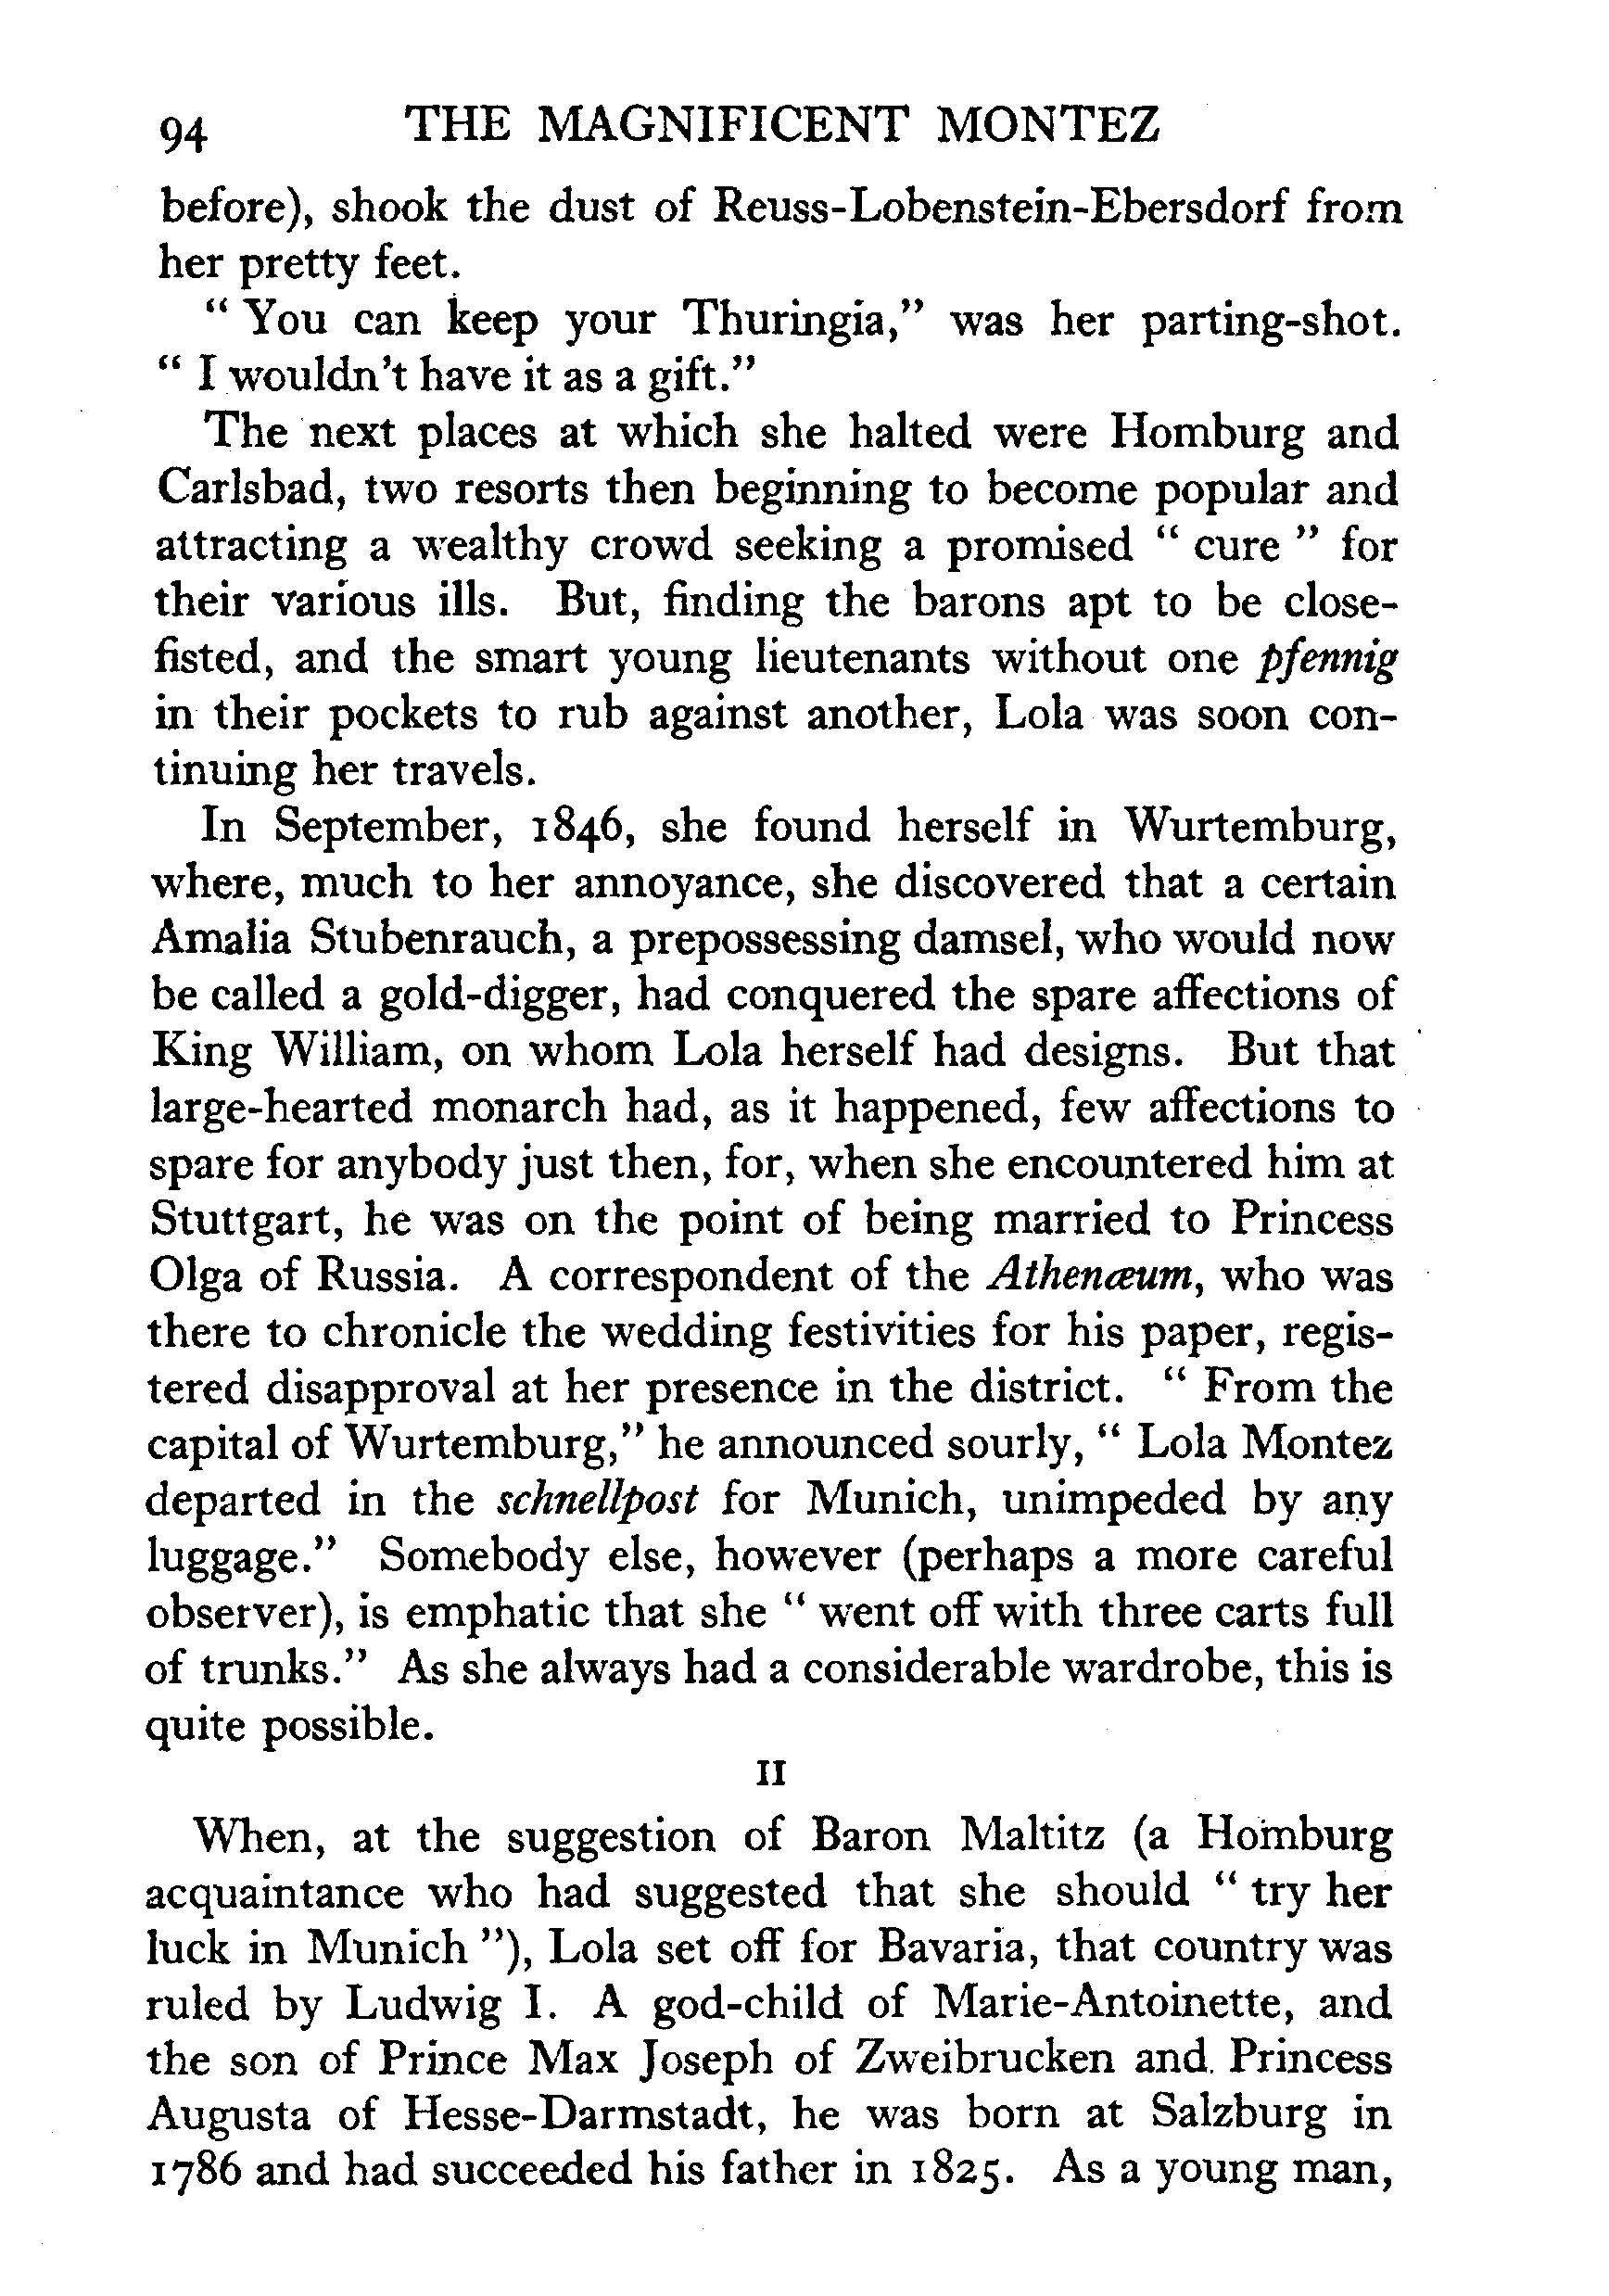 94 THE MAGNIFICENT MONTEZ
before), shook the dust of Reuss-Lobenstein-Ebersdorf from
her pretty feet.
“ You can keep your Thuringia,” was her parting-shot.
“ I wouldn't have it as a gift.”
The next places at which she halted were Homburg and
Carlsbad, two resorts then beginning to become popular and
attracting a wealthy crowd seeking a promised “ cure ” for
their various ills. But, finding the barons apt to be close-
fisted, and the smart young lieutenants without one pfennig
in their pockets to rub against another, Lola was soon con-
tinuing her travels.
In September, 1846, she found herself in Wurtemburg,
where, much to her annoyance, she discovered that a certain
Amalia Stubenrauch, a prepossessing damsel, who would now
be called a gold-digger, had conquered the spare affections of
King William, on whom Lola herself had designs. But that
large-hearted monarch had, as it happened, few affections to
spare for anybody just then, for, when she encountered him at
Stuttgart, he was on the point of being married to Princess
Olga of Russia. A correspondent of the Athenæum, who was
there to chronicle the wedding festivities for his paper, regis-
tered disapproval at her presence in the district. “ From the
capital of Wurtemburg,” he announced sourly, “ Lola Montez
departed in the schnellpost for Munich, unimpeded by any
luggage.” Somebody else, however (perhaps a more careful
observer), is emphatic that she “ went off with three carts full
of trunks.” As she always had a considerable wardrobe, this is
quite possible.
II
When, at the suggestion of Baron Maltitz (a Homburg
acquaintance who had suggested that she should “ try her
luck in Munich ”), Lola set off for Bavaria, that country was
ruled by Ludwig I. A god-child of Marie-Antoinette, and
the son of Prince Max Joseph of Zweibrucken and Princess
Augusta of Hesse-Darmstadt, he was born at Salzburg in
1786 and had succeeded his father in 1825. As a young man,